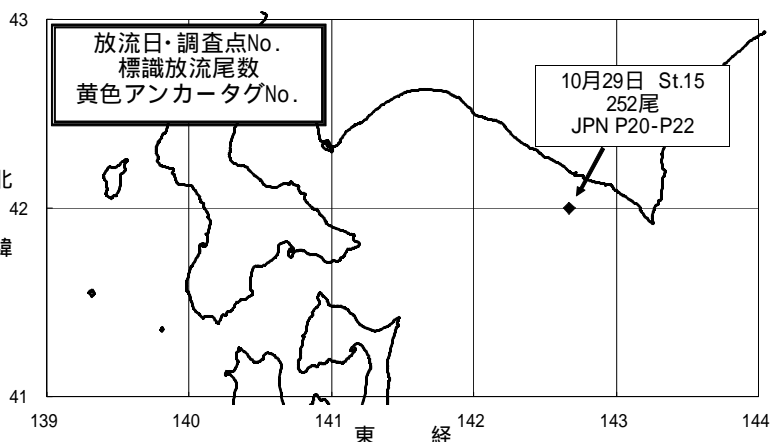 43
放流日・調査点No.
標識放流尾数
黄色アンカータグNo.
10月29日 St.15
252尾
JPN P20-P22
北
42
緯
41
139
140
141
142
143
144
東 経